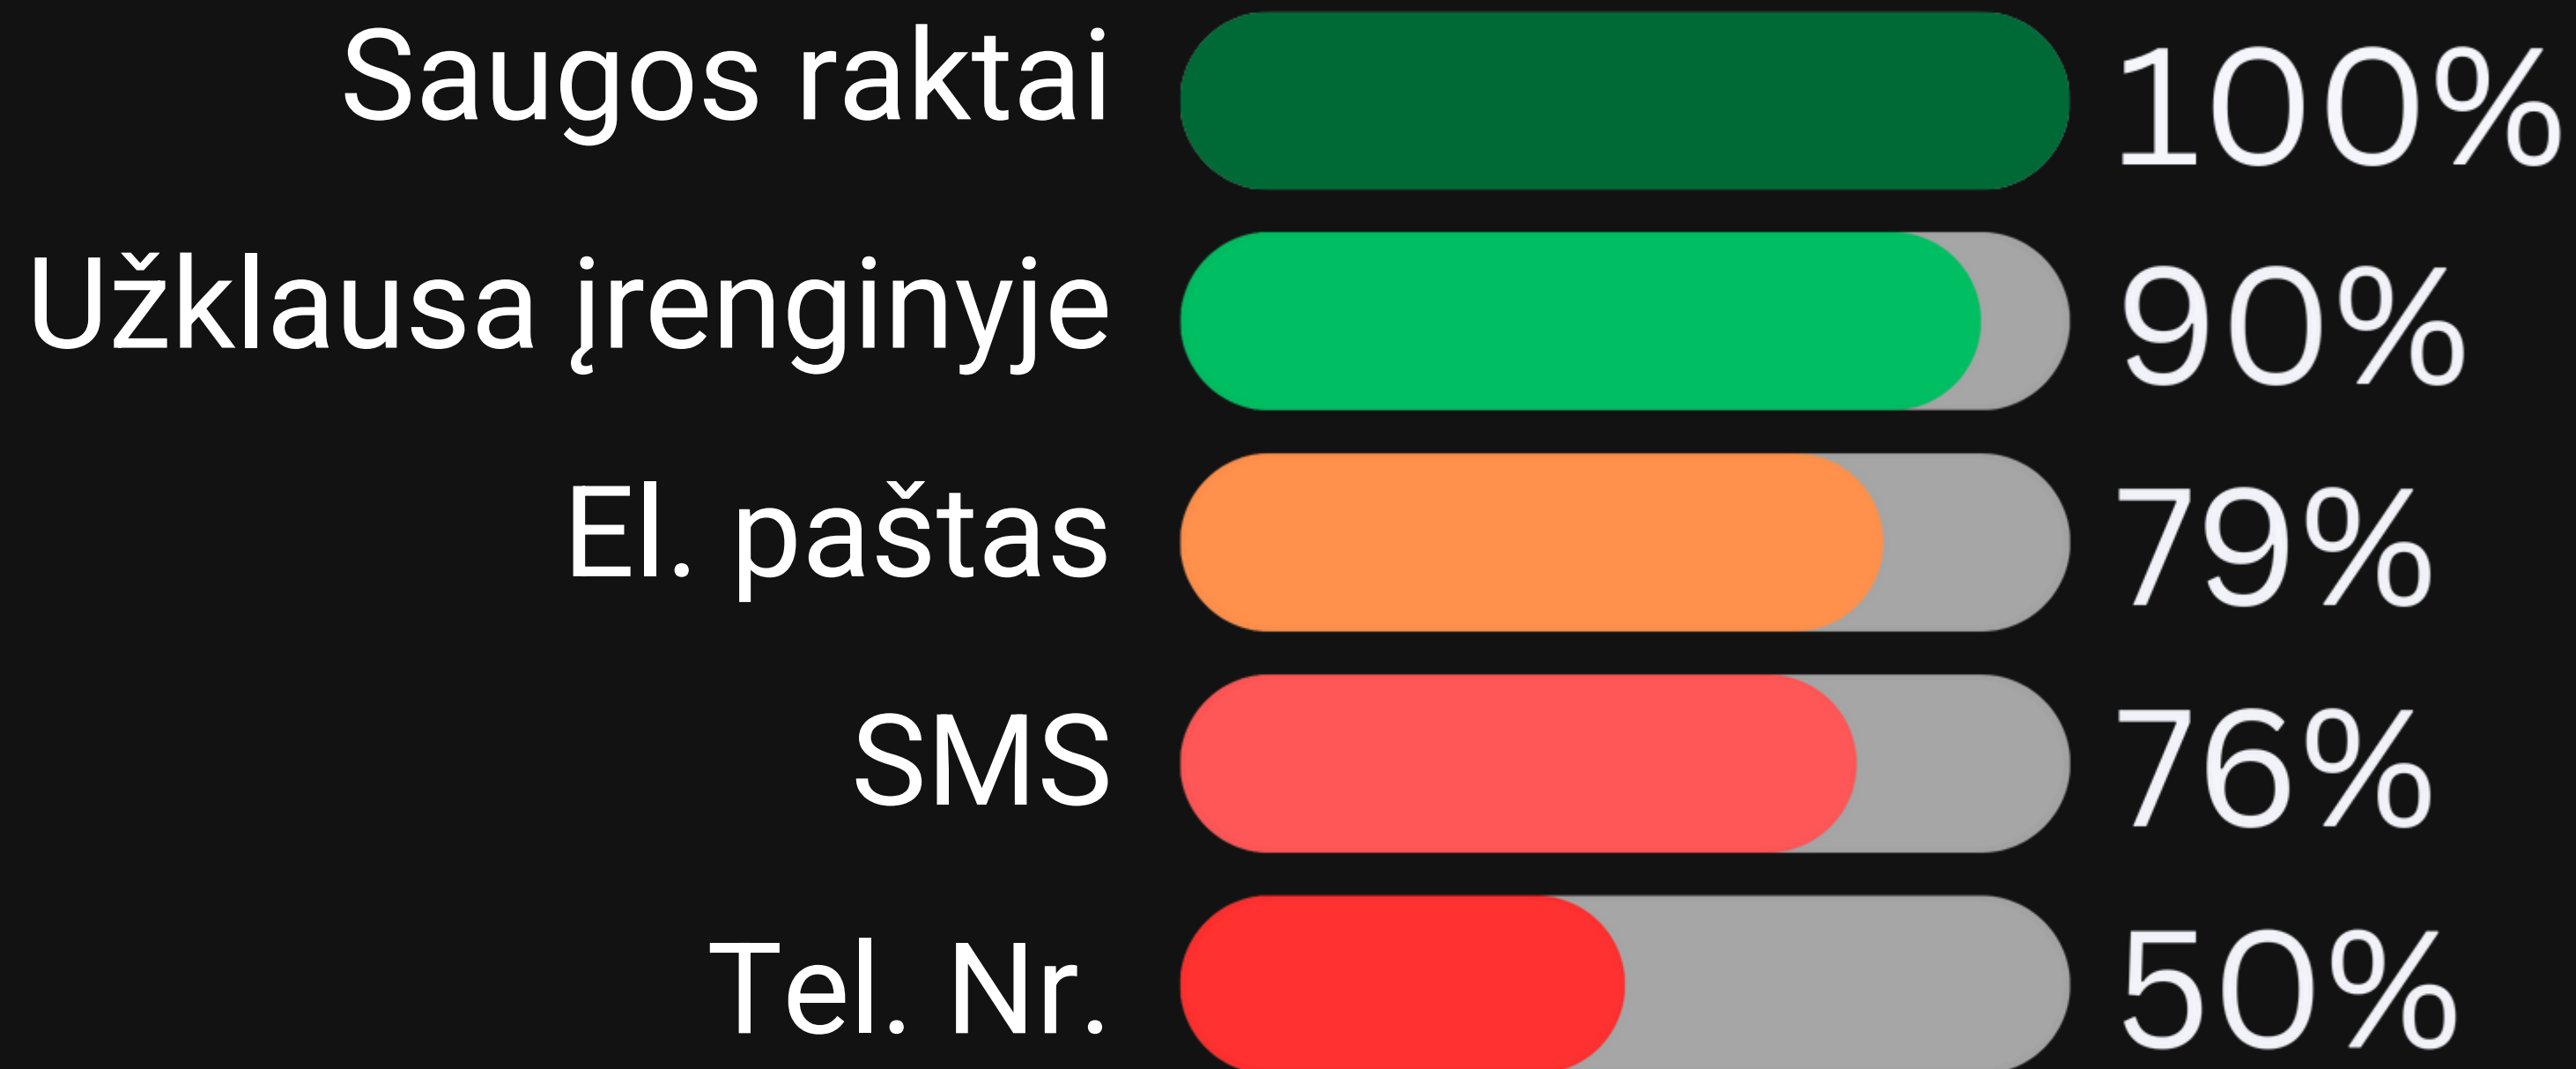 Saugos raktai 100%
Užklausa įrenginyje 90%
El. paštas 79%
SMS 76%
Tel. Nr. 50%